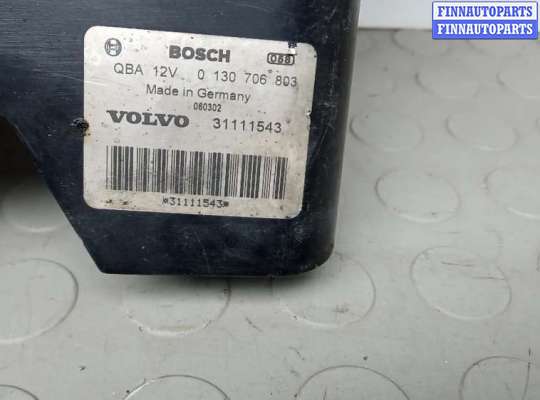 FINNAUTOPARTS
FINNAUTOPARTS
BOSCH
QBA 12V 0 130 706 803
Made in Germany
060302
VOLVO 31111543
*31111543*